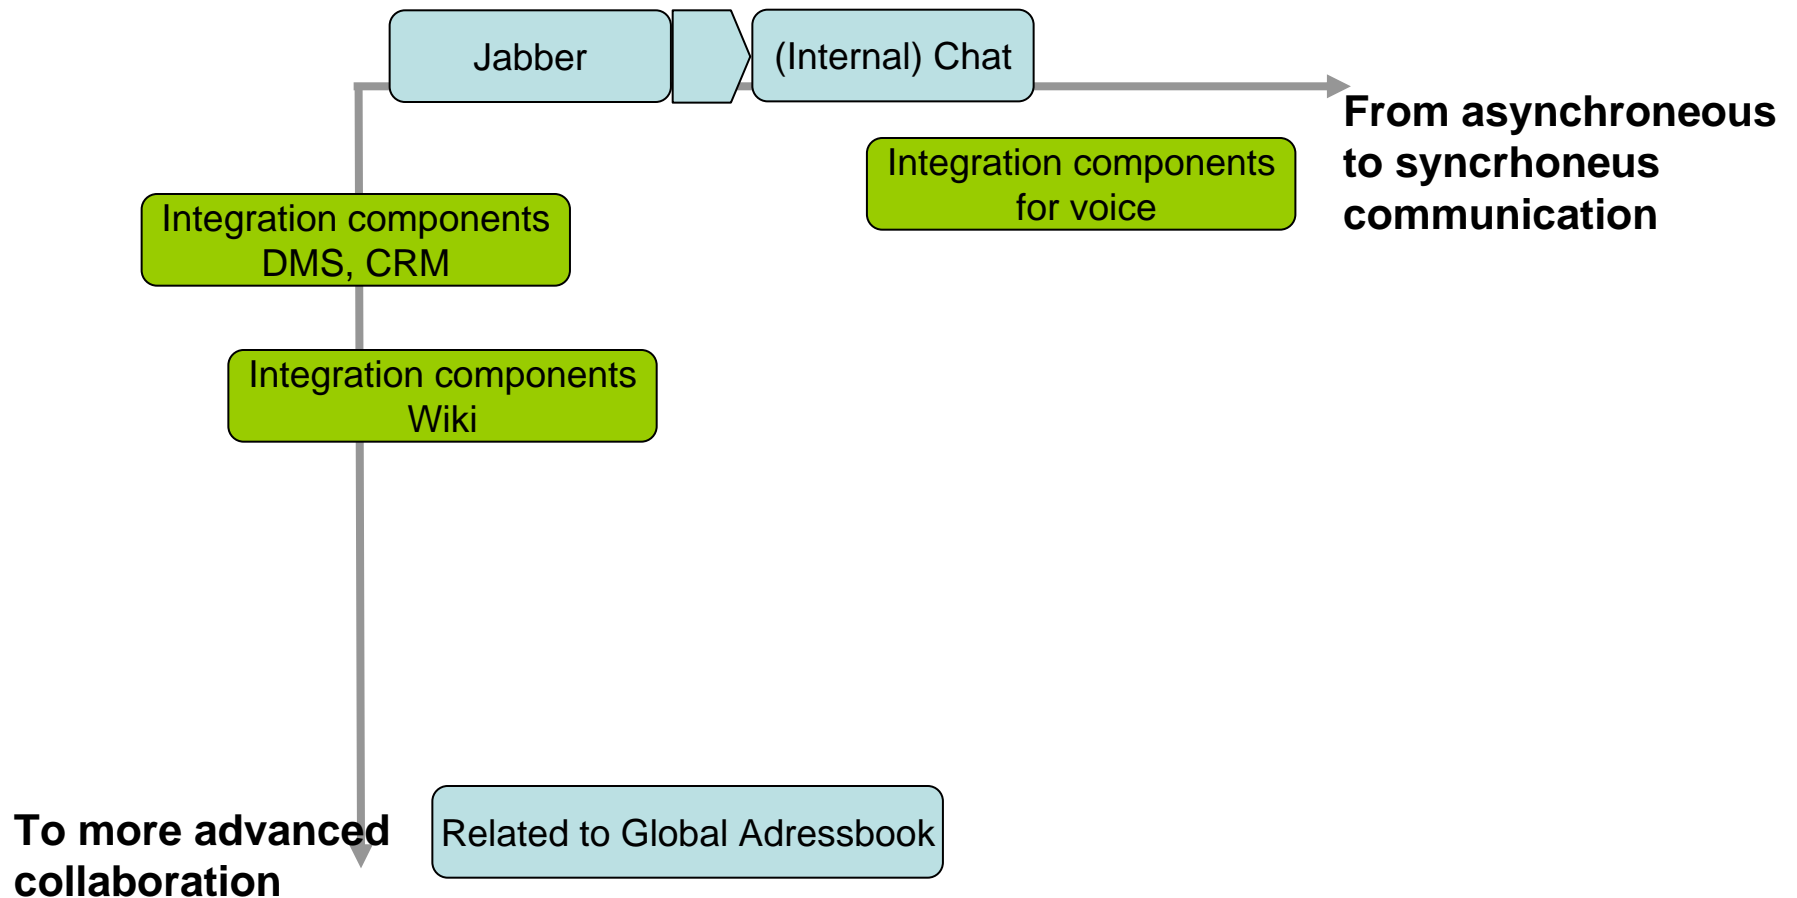 Jabber
(Internal) Chat
From asynchroneous
to syncrhoneus
communication
Integration components
for voice
Integration components
DMS, CRM
Integration components
Wiki
To more advanced
collaboration
Related to Global Adressbook